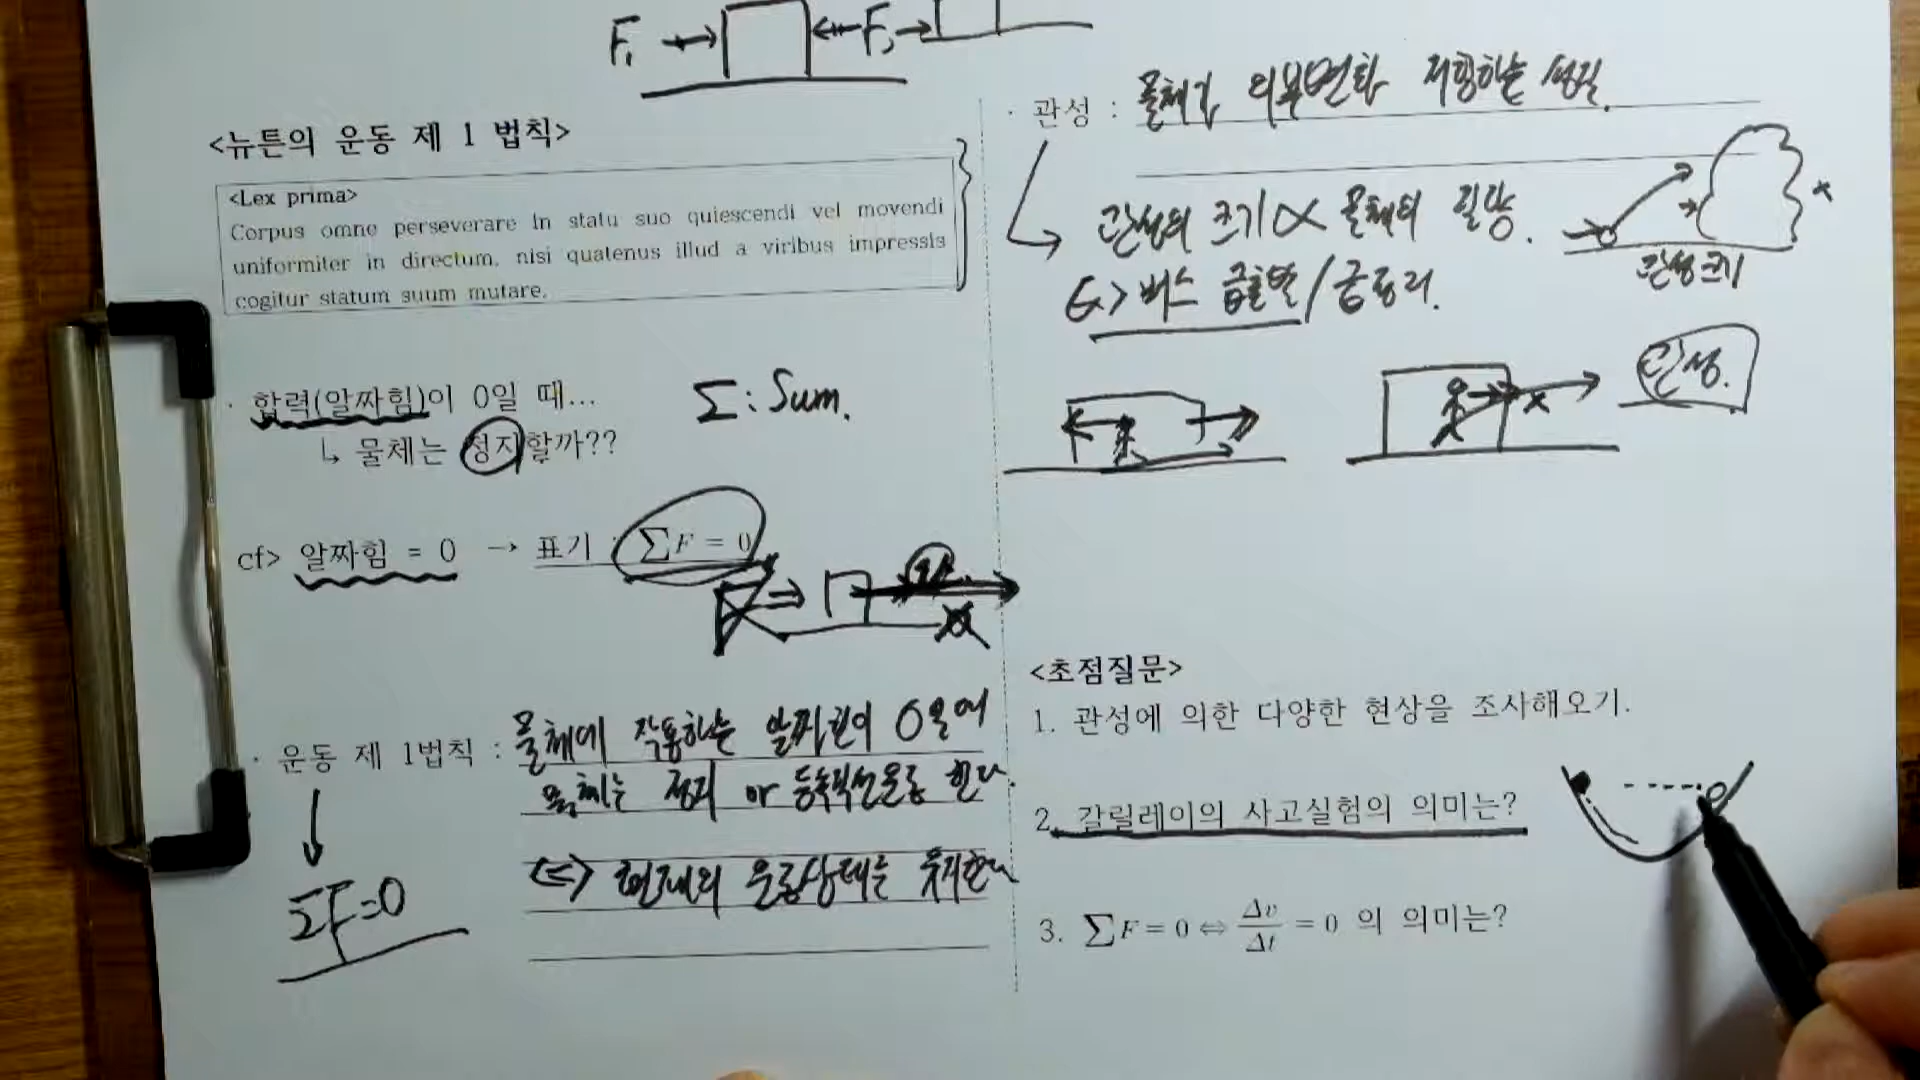 F₁ → ← F₂ →
<뉴튼의 운동 제 1 법칙>
<Lex prima>
Corpus omne perseverare in statu suo quiescendi vel movendi
uniformiter in directum, nisi quatenus illud a viribus impressis
cogitur statum suum mutare.
· 합력(알짜힘)이 0일 때...
↳ 물체는 정지할까??
Σ : Sum.
cf> 알짜힘 = 0 → 표기 : ∑F = 0
· 운동 제 1법칙 : 물체에 작용하는 알짜힘이 0일때
물체는 정지 or 등속직선운동 한다.
⇔ 현재의 운동상태는 유지한다
ΣF=0
· 관성 : 물체가 외부변화 저항하는 성질.
관성의 크기 ∝ 물체의 질량.
Ex> 버스 급출발/급정거.
관성크기
관성.
<초점질문>
1. 관성에 의한 다양한 현상을 조사해오기.
2. 갈릴레이의 사고실험의 의미는?
3. ∑F = 0 ⇔ Δv/Δt = 0 의 의미는?